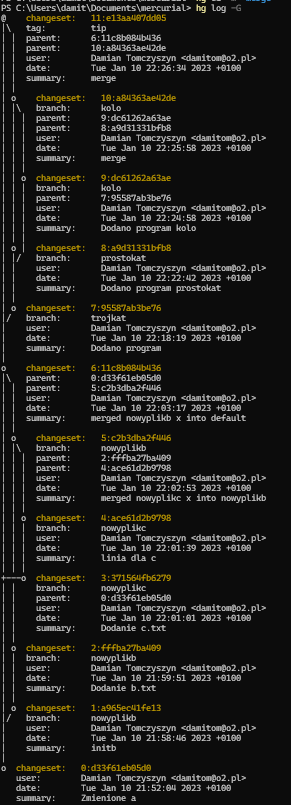 PS C:\Users\damit\Documents\mercurial> hg log -G
@    changeset:   11:e13aa407dd05
|\   tag:         tip
| |  parent:      6:11c8b084b436
| |  parent:      10:a84363ae42de
| |  user:        Damian Tomczyszyn <damitom@o2.pl>
| |  date:        Tue Jan 10 22:26:34 2023 +0100
| |  summary:     merge
| |
| o    changeset:   10:a84363ae42de
| |\   branch:      kolo
| | |  parent:      9:dc61262a63ac
| | |  parent:      8:a9d31331bfb8
| | |  user:        Damian Tomczyszyn <damitom@o2.pl>
| | |  date:        Tue Jan 10 22:25:58 2023 +0100
| | |  summary:     merge
| | |
| | o  changeset:   9:dc61262a63ac
| | |  branch:      kolo
| | |  parent:      7:95587ab3be76
| | |  user:        Damian Tomczyszyn <damitom@o2.pl>
| | |  date:        Tue Jan 10 22:24:58 2023 +0100
| | |  summary:     Dodano program kolo
| | |
| o |  changeset:   8:a9d31331bfb8
| |/   branch:      prostokat
| |    user:        Damian Tomczyszyn <damitom@o2.pl>
| |    date:        Tue Jan 10 22:22:42 2023 +0100
| |    summary:     Dodano program prostokat
| |
| o  changeset:   7:95587ab3be76
|/   branch:      trojkat
|    user:        Damian Tomczyszyn <damitom@o2.pl>
|    date:        Tue Jan 10 22:18:19 2023 +0100
|    summary:     Dodano program
|
o    changeset:   6:11c8b084b436
|\   parent:      0:d33f61eb05d0
| |  parent:      5:c2b3dba2f446
| |  user:        Damian Tomczyszyn <damitom@o2.pl>
| |  date:        Tue Jan 10 22:03:17 2023 +0100
| |  summary:     merged nowyplikb x into default
| |
| o    changeset:   5:c2b3dba2f446
| |\   branch:      nowyplikb
| | |  parent:      2:fffba27ba409
| | |  parent:      4:ace61d2b9798
| | |  user:        Damian Tomczyszyn <damitom@o2.pl>
| | |  date:        Tue Jan 10 22:02:53 2023 +0100
| | |  summary:     merged nowyplikc x into nowyplikb
| | |
| | o  changeset:   4:ace61d2b9798
| | |  branch:      nowyplikc
| | |  user:        Damian Tomczyszyn <damitom@o2.pl>
| | |  date:        Tue Jan 10 22:01:39 2023 +0100
| | |  summary:     linia dla c
| | |
+---o  changeset:   3:371564fb6279
| |    branch:      nowyplikc
| |    parent:      0:d33f61eb05d0
| |    user:        Damian Tomczyszyn <damitom@o2.pl>
| |    date:        Tue Jan 10 22:01:01 2023 +0100
| |    summary:     Dodanie c.txt
| |
| o  changeset:   2:fffba27ba409
| |  branch:      nowyplikb
| |  user:        Damian Tomczyszyn <damitom@o2.pl>
| |  date:        Tue Jan 10 21:59:51 2023 +0100
| |  summary:     Dodanie b.txt
| |
| o  changeset:   1:a965ec41fe13
|/   branch:      nowyplikb
|    user:        Damian Tomczyszyn <damitom@o2.pl>
|    date:        Tue Jan 10 21:58:46 2023 +0100
|    summary:     initb
|
o  changeset:   0:d33f61eb05d0
   user:        Damian Tomczyszyn <damitom@o2.pl>
   date:        Tue Jan 10 21:52:04 2023 +0100
   summary:     Zmienione a